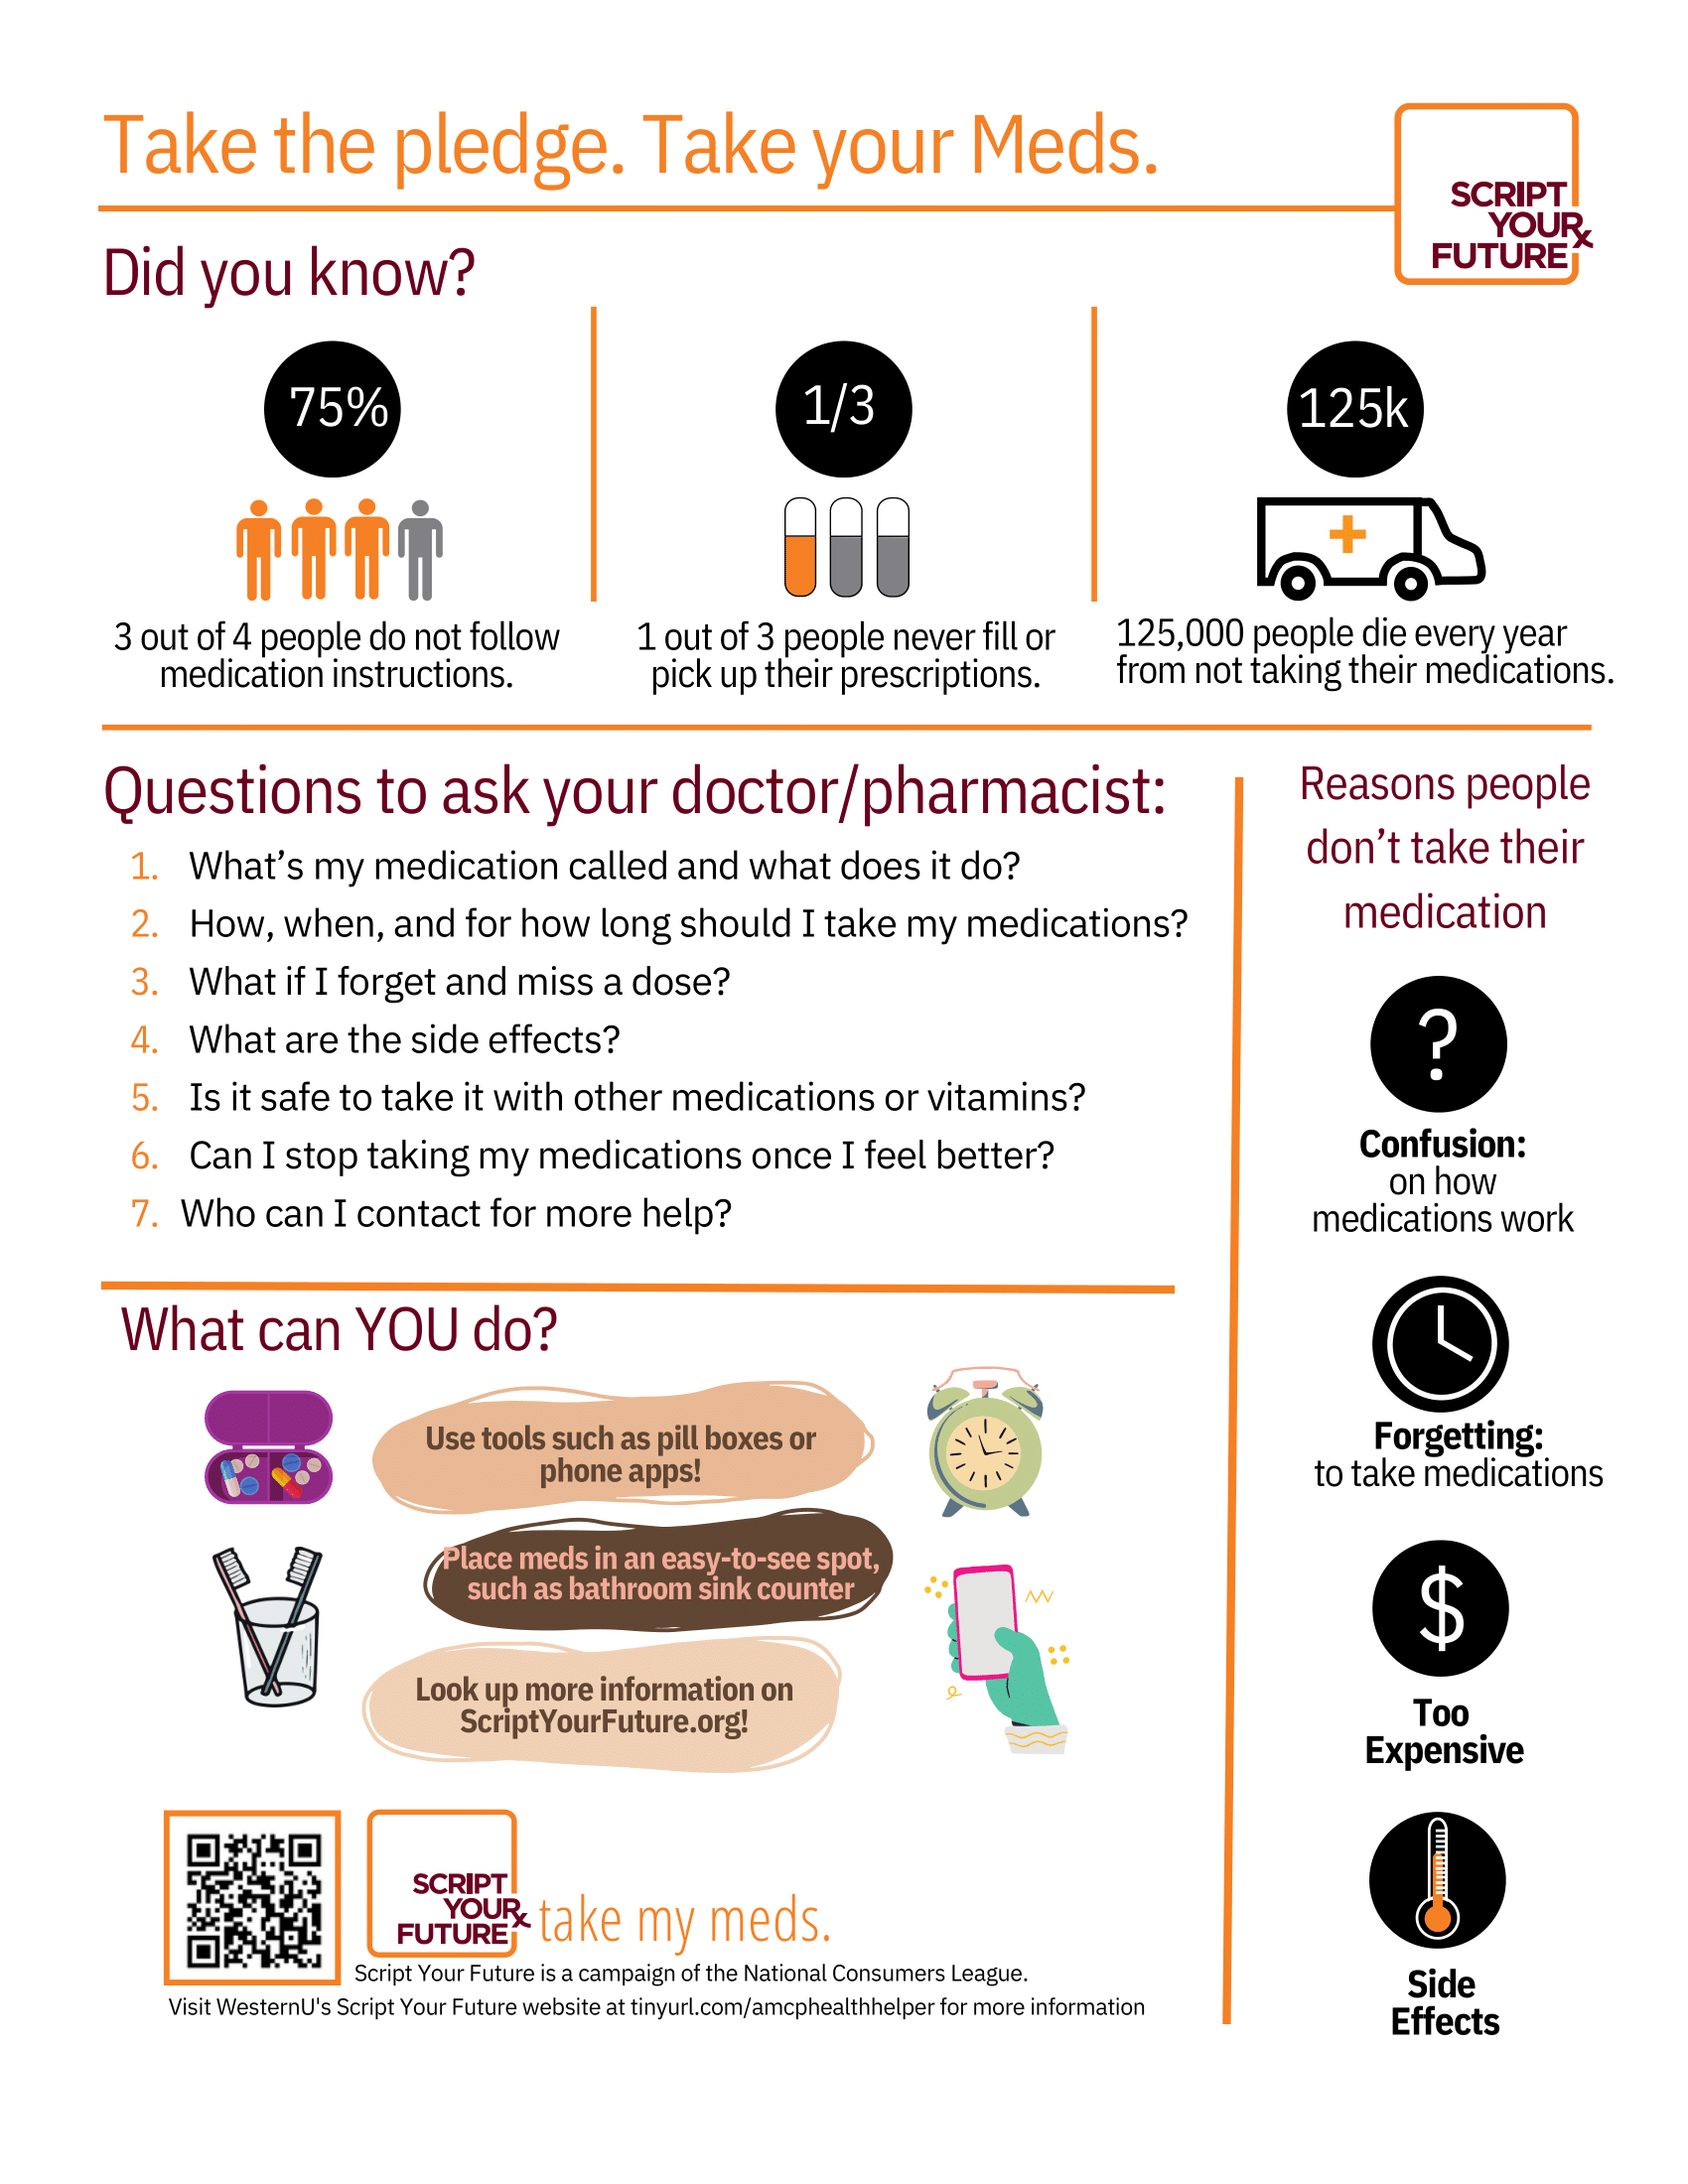 Take the pledge. Take your Meds.
SCRIPT
YOUR
FUTURE
Did you know?
75%
3 out of 4 people do not follow
medication instructions.
1/3
1 out of 3 people never fill or
pick up their prescriptions.
125k
125,000 people die every year
from not taking their medications.
Questions to ask your doctor/pharmacist:
1. What's my medication called and what does it do?
2. How, when, and for how long should I take my medications?
3. What if I forget and miss a dose?
4. What are the side effects?
5. Is it safe to take it with other medications or vitamins?
6. Can I stop taking my medications once I feel better?
7. Who can I contact for more help?
What can YOU do?
Use tools such as pill boxes or
phone apps!
Place meds in an easy-to-see spot,
such as bathroom sink counter
Look up more information on
ScriptYourFuture.org!
SCRIPT
YOUR
FUTURE
take my meds.
Script Your Future is a campaign of the National Consumers League.
Visit WesternU's Script Your Future website at tinyurl.com/amcphealthhelper for more information
Reasons people
don't take their
medication
?
Confusion:
on how
medications work
Forgetting:
to take medications
$
Too
Expensive
Side
Effects